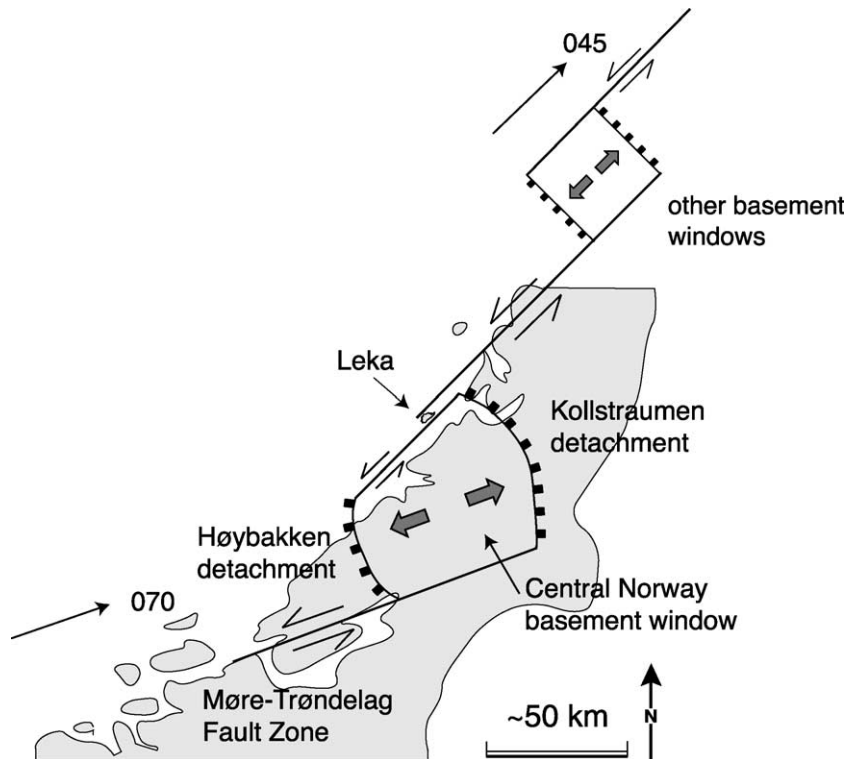 045
other basement
windows
Leka
Kollstraumen
detachment
Høybakken
detachment
070
Central Norway
basement window
Møre-Trøndelag
Fault Zone
~50 km
N